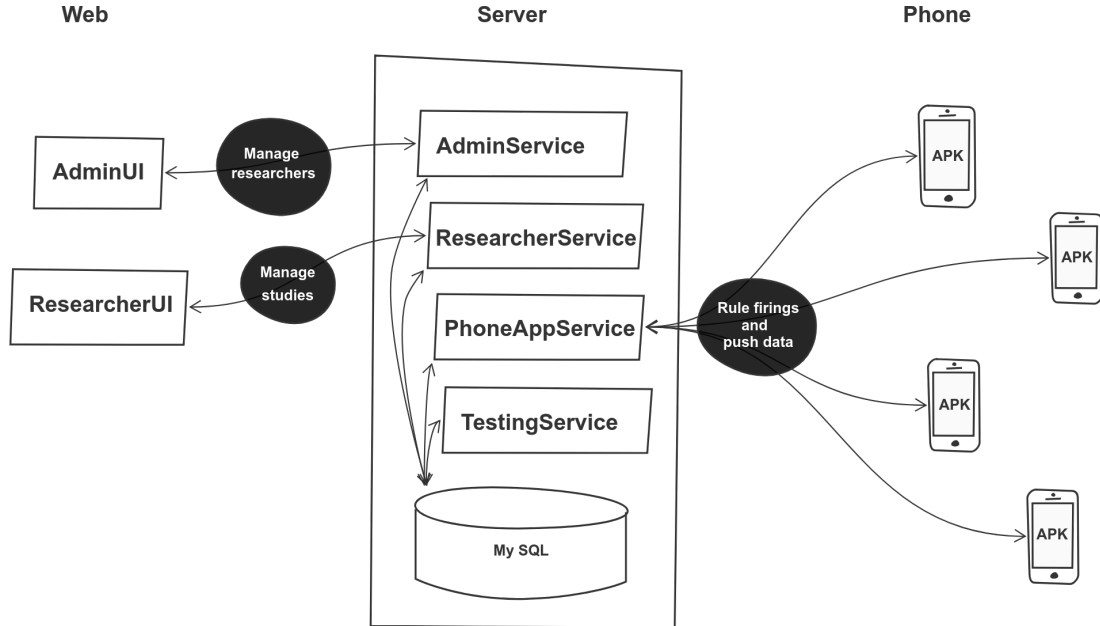 Web
Server
Phone
AdminUI
Manage
researchers
AdminService
APK
ResearcherUI
Manage
studies
ResearcherService
APK
PhoneAppService
Rule firings
and
push data
APK
TestingService
My SQL
APK